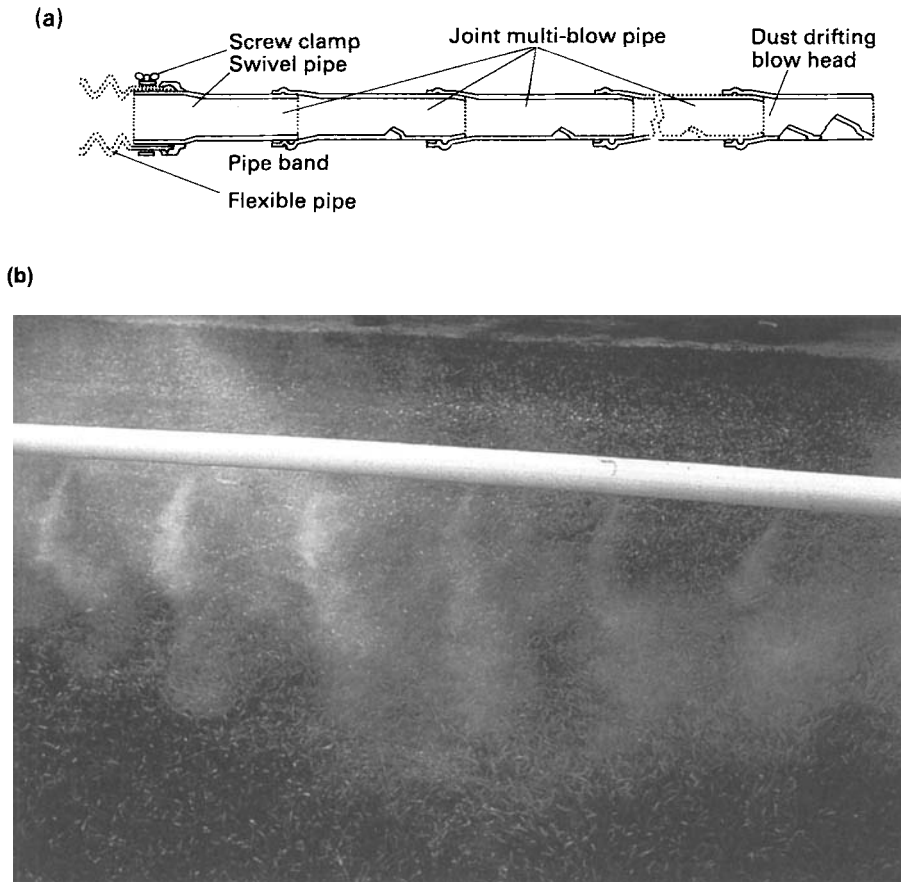 (a)
Screw clamp
Swivel pipe
Joint multi-blow pipe
Dust drifting
blow head
Pipe band
Flexible pipe
(b)